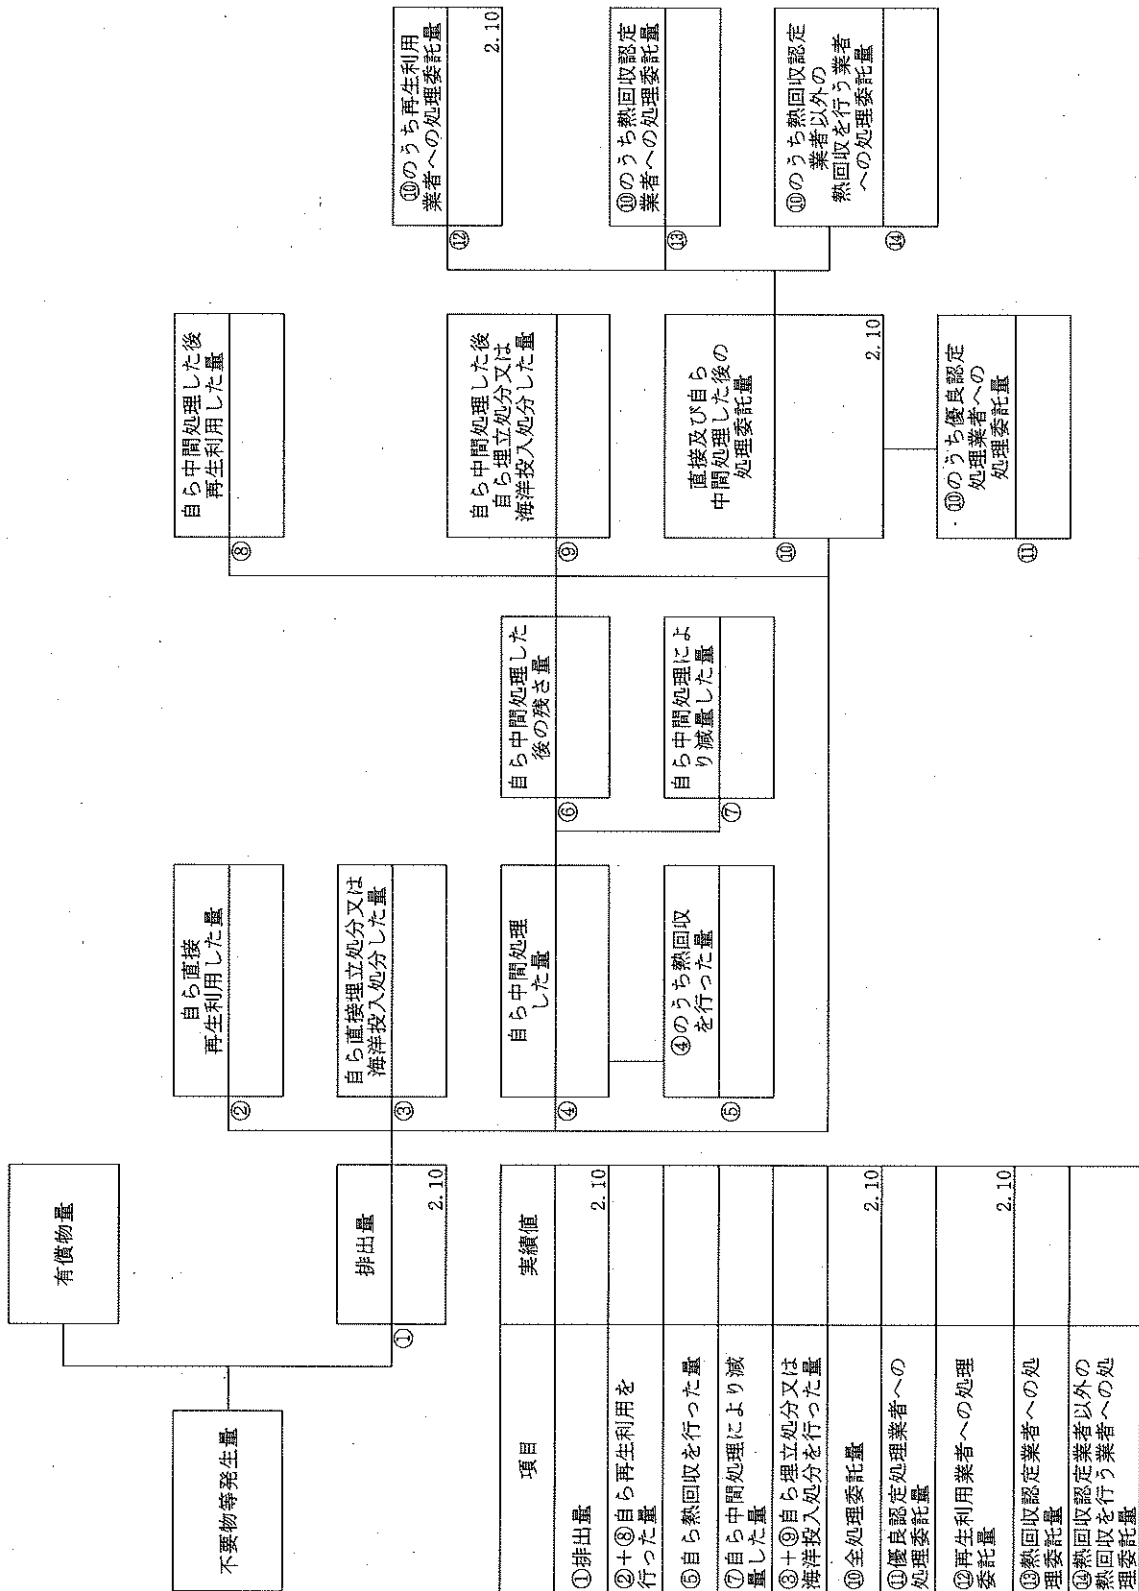 不要物等発生量
有償物量
排出量
①
2.10
自ら直接
再生利用した量
②
自ら直接埋立処分又は
海洋投入処分した量
③
自ら中間処理
した量
④
④のうち熱回収
を行った量
⑤
自ら中間処理した
後の残さ量
⑥
自ら中間処理によ
り減量した量
⑦
自ら中間処理した後
再生利用した量
⑧
自ら中間処理した後
自ら埋立処分又は
海洋投入処分した量
⑨
直接及び自ら
中間処理した後の
処理委託量
⑩
2.10
⑩のうち優良認定
処理業者への
処理委託量
⑪
⑩のうち再生利用
業者への処理委託量
⑫
2.10
⑩のうち熱回収認定
業者への処理委託量
⑬
⑩のうち熱回収認定
業者以外の
熱回収を行う業者
への処理委託量
⑭
項目
実績値
①排出量
2.10
②+⑧自ら再生利用を
行った量
⑤自ら熱回収を行った量
⑦自ら中間処理により減
量した量
③+⑨自ら埋立処分又は
海洋投入処分を行った量
⑩全処理委託量
2.10
⑪優良認定処理業者への
処理委託量
⑫再生利用業者への処理
委託量
2.10
⑬熱回収認定業者への処
理委託量
⑭熱回収認定業者以外の
熱回収を行う業者への処
理委託量